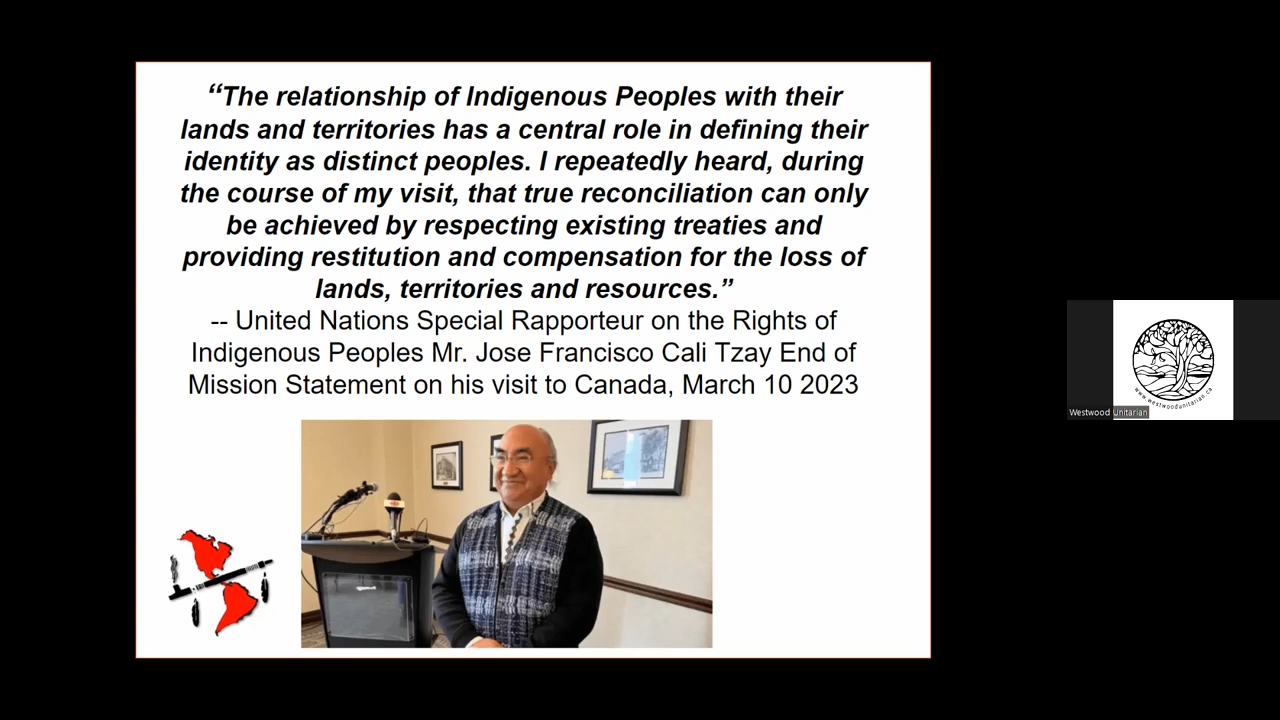 “The relationship of Indigenous Peoples with their
lands and territories has a central role in defining their
identity as distinct peoples. I repeatedly heard, during
the course of my visit, that true reconciliation can only
be achieved by respecting existing treaties and
providing restitution and compensation for the loss of
lands, territories and resources.”
-- United Nations Special Rapporteur on the Rights of
Indigenous Peoples Mr. Jose Francisco Cali Tzay End of
Mission Statement on his visit to Canada, March 10 2023
www.westwoodunitarian.ca
Westwood Unitarian